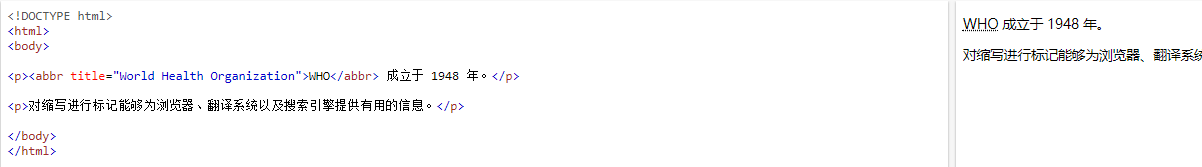 <!DOCTYPE html>
<html>
<body>
<p><abbr title="World Health Organization">WHO</abbr> 成立于 1948 年。</p>
<p>对缩写进行标记能够为浏览器、翻译系统以及搜索引擎提供有用的信息。</p>
</body>
</html>
WHO 成立于 1948 年。
对缩写进行标记能够为浏览器、翻译系统